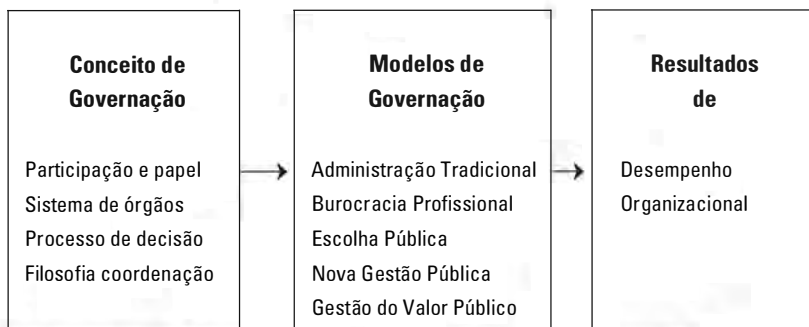 Conceito de
Governação
Participação e papel
Sistema de órgãos
Processo de decisão
Filosofia coordenação
Modelos de
Governação
Administração Tradicional
Burocracia Profissional
Escolha Pública
Nova Gestão Pública
Gestão do Valor Público
Resultados
de
Desempenho
Organizacional